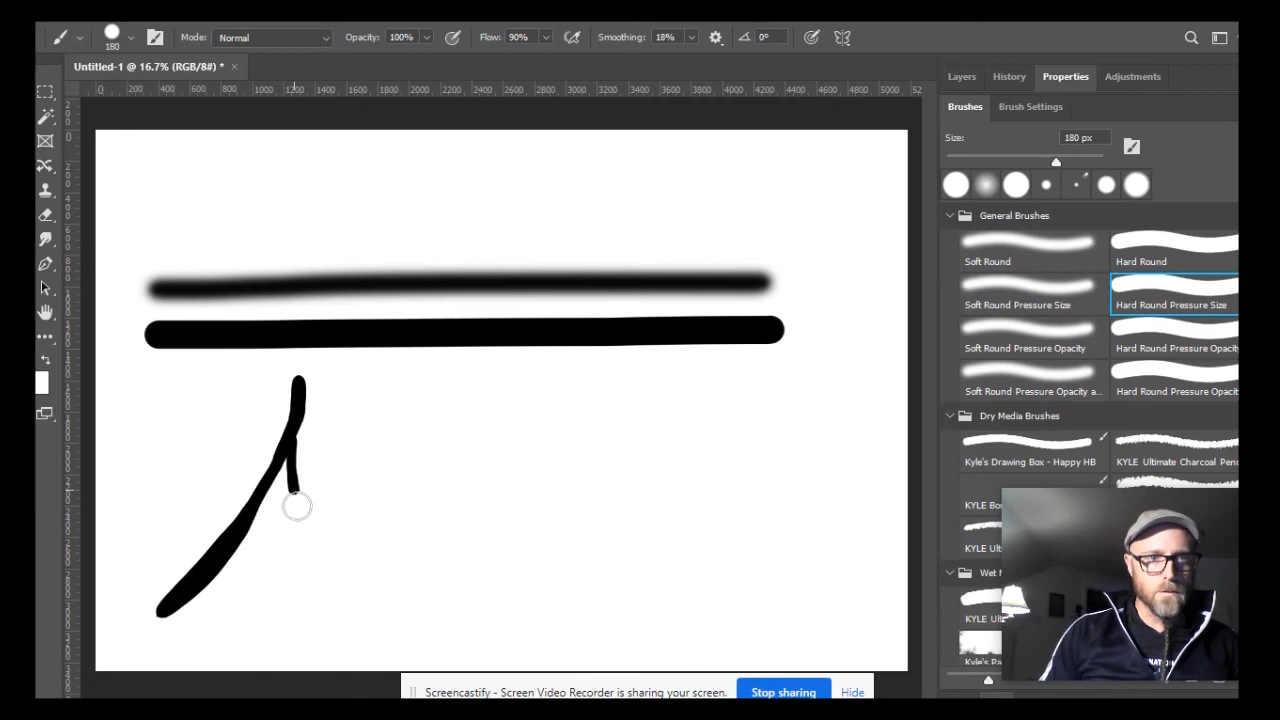 Mode: Normal Opacity: 100% Flow: 90% Smoothing: 18% 0°
180
Untitled-1 @ 16.7% (RGB/8#) * ×
0 200 400 600 800 1000 1200 1400 1600 1800 2000 2200 2400 2600 2800 3000 3200 3400 3600 3800 4000 4200 4400 4600 4800 5000 52
Layers History Properties Adjustments
Brushes Brush Settings
Size: 180 px
General Brushes
Soft Round Hard Round
Soft Round Pressure Size Hard Round Pressure Size
Soft Round Pressure Opacity Hard Round Pressure Opacity
Soft Round Pressure Opacity a... Hard Round Pressure Opacity
Dry Media Brushes
Kyle's Drawing Box - Happy HB KYLE Ultimate Charcoal Penc
KYLE Bo
KYLE Ult
Wet M
KYLE Ult
Kyle's Pa
Screencastify - Screen Video Recorder is sharing your screen. Stop sharing Hide